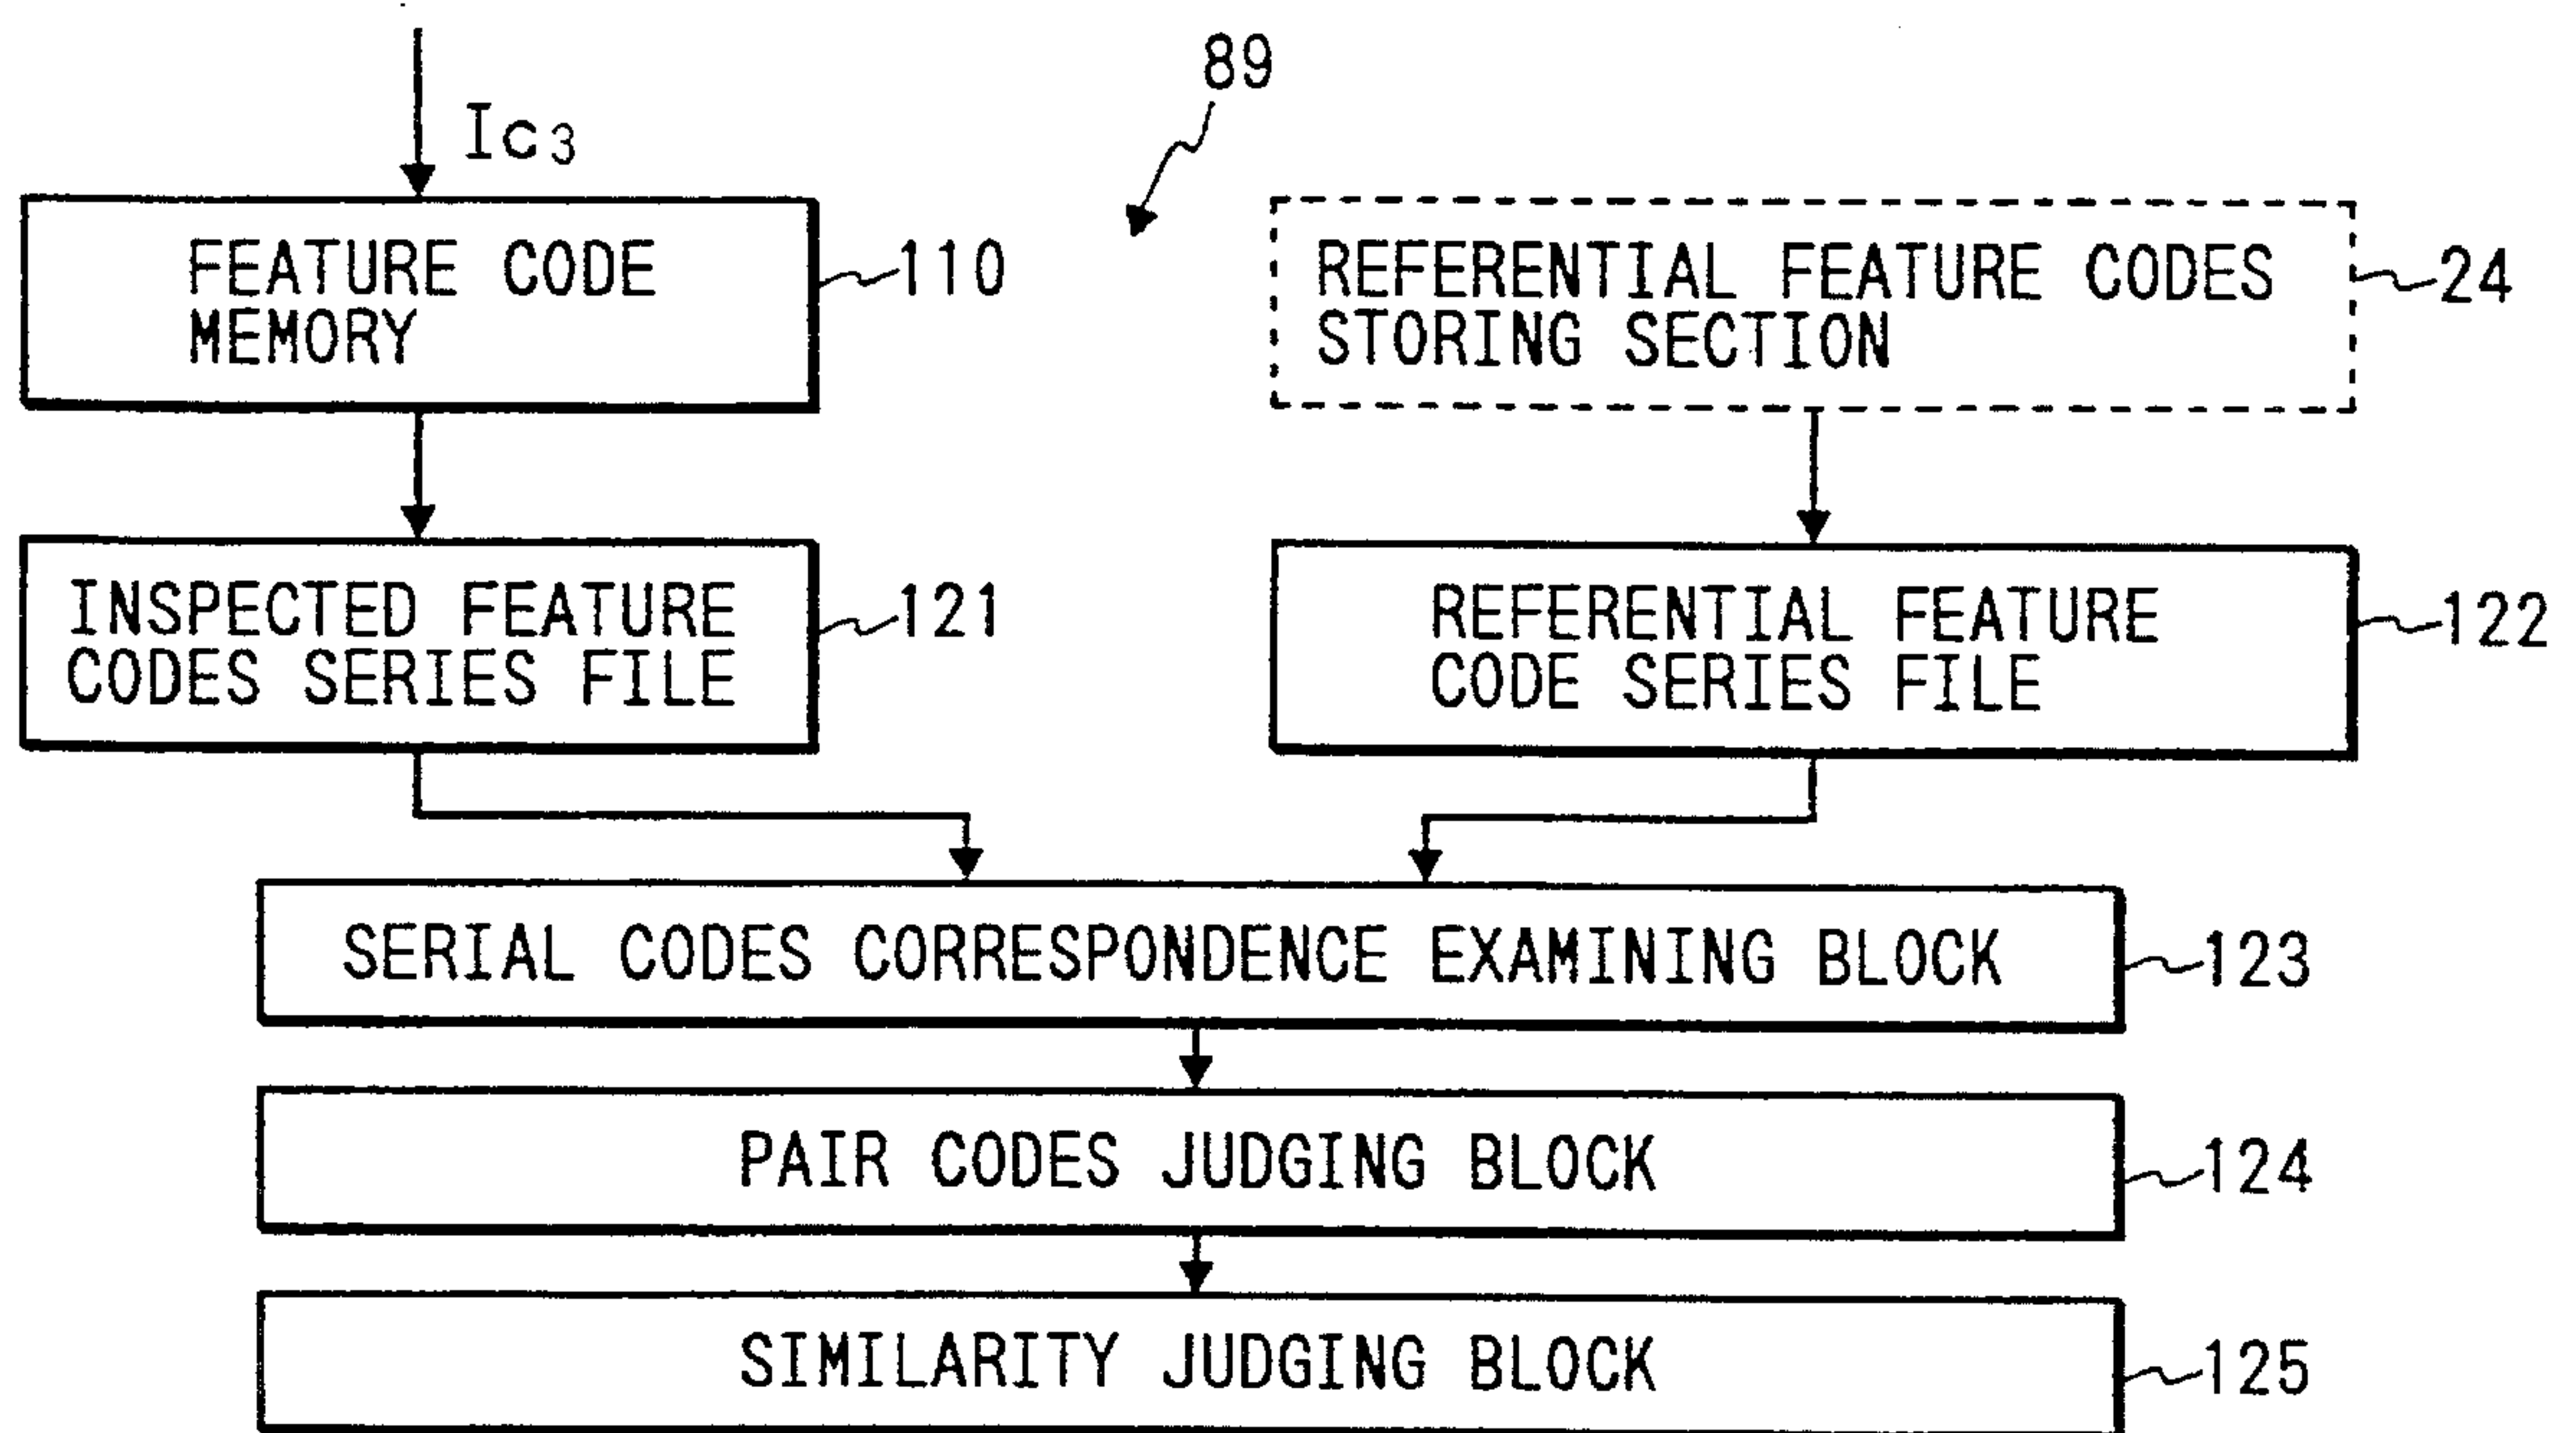 89
Ic3
FEATURE CODE
MEMORY
110
REFERENTIAL FEATURE CODES
STORING SECTION
24
INSPECTED FEATURE
CODES SERIES FILE
121
REFERENTIAL FEATURE
CODE SERIES FILE
122
SERIAL CODES CORRESPONDENCE EXAMINING BLOCK
123
PAIR CODES JUDGING BLOCK
124
SIMILARITY JUDGING BLOCK
125